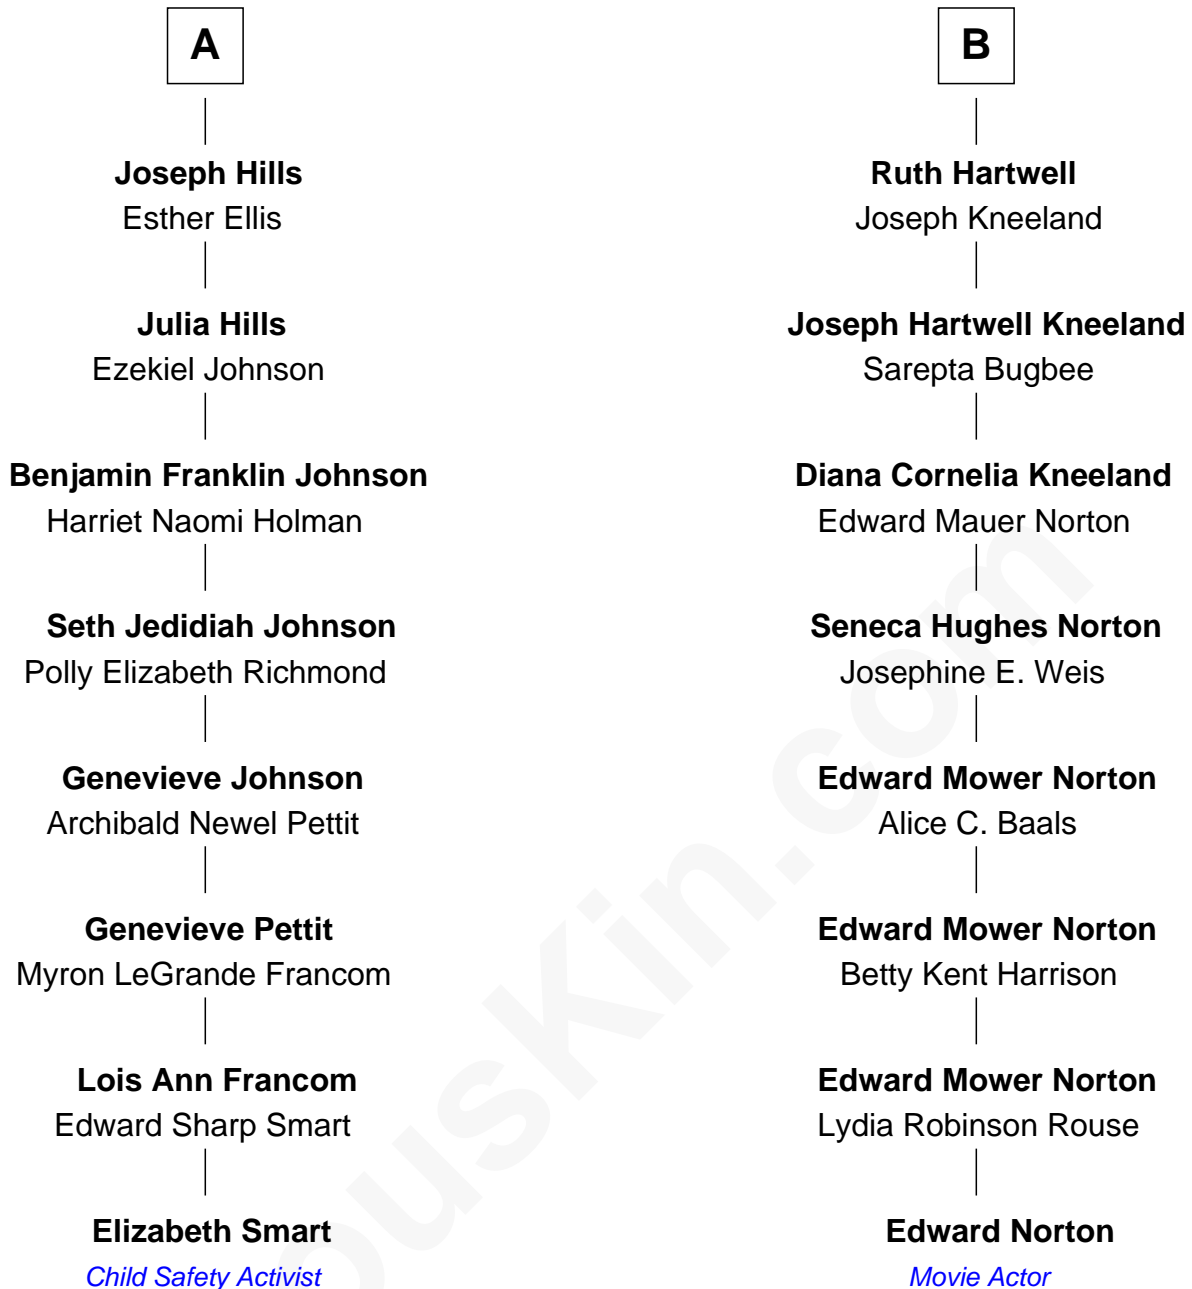 A
Joseph Hills
Esther Ellis
Julia Hills
Ezekiel Johnson
Benjamin Franklin Johnson
Harriet Naomi Holman
Seth Jedidiah Johnson
Polly Elizabeth Richmond
Genevieve Johnson
Archibald Newel Pettit
Genevieve Pettit
Myron LeGrande Francom
Lois Ann Francom
Edward Sharp Smart
Elizabeth Smart
Child Safety Activist
B
Ruth Hartwell
Joseph Kneeland
Joseph Hartwell Kneeland
Sarepta Bugbee
Diana Cornelia Kneeland
Edward Mauer Norton
Seneca Hughes Norton
Josephine E. Weis
Edward Mower Norton
Alice C. Baals
Edward Mower Norton
Betty Kent Harrison
Edward Mower Norton
Lydia Robinson Rouse
Edward Norton
Movie Actor
ousKin.com